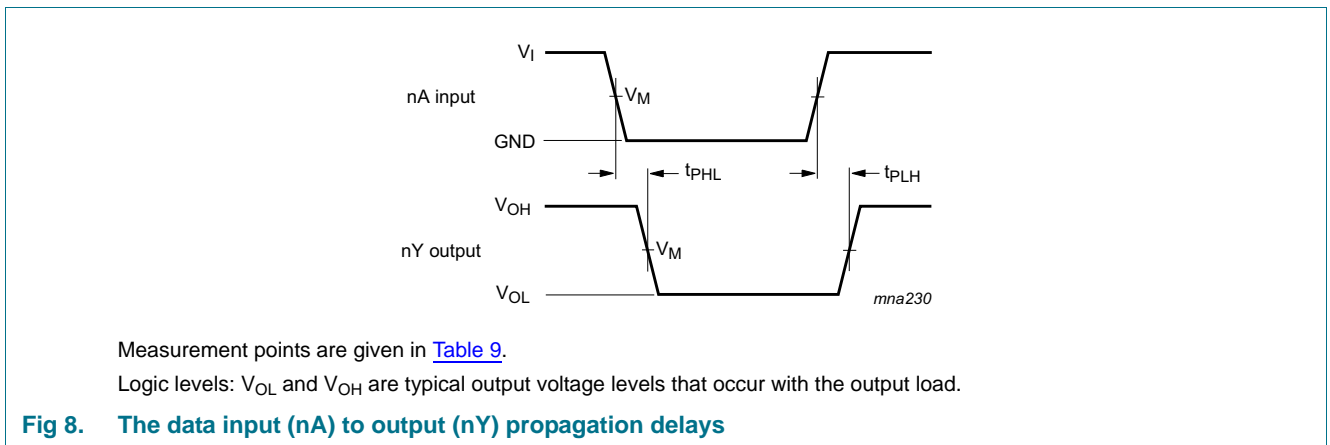 VI
nA input
VM
GND
tPHL
tPLH
VOH
nY output
VM
VOL
mna230
Measurement points are given in Table 9.
Logic levels: VOL and VOH are typical output voltage levels that occur with the output load.
Fig 8. The data input (nA) to output (nY) propagation delays